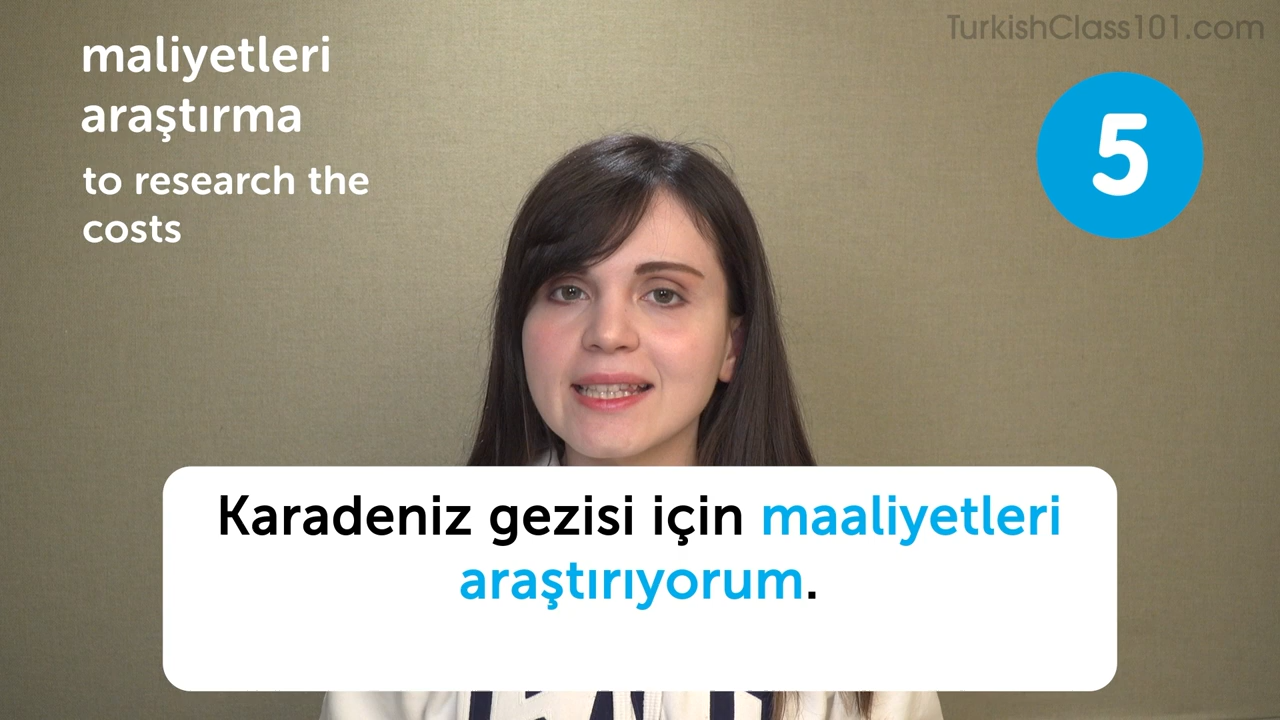 maliyetleri
araştırma
to research the
costs
TurkishClass101.com
5
Karadeniz gezisi için maaliyetleri
araştırıyorum.